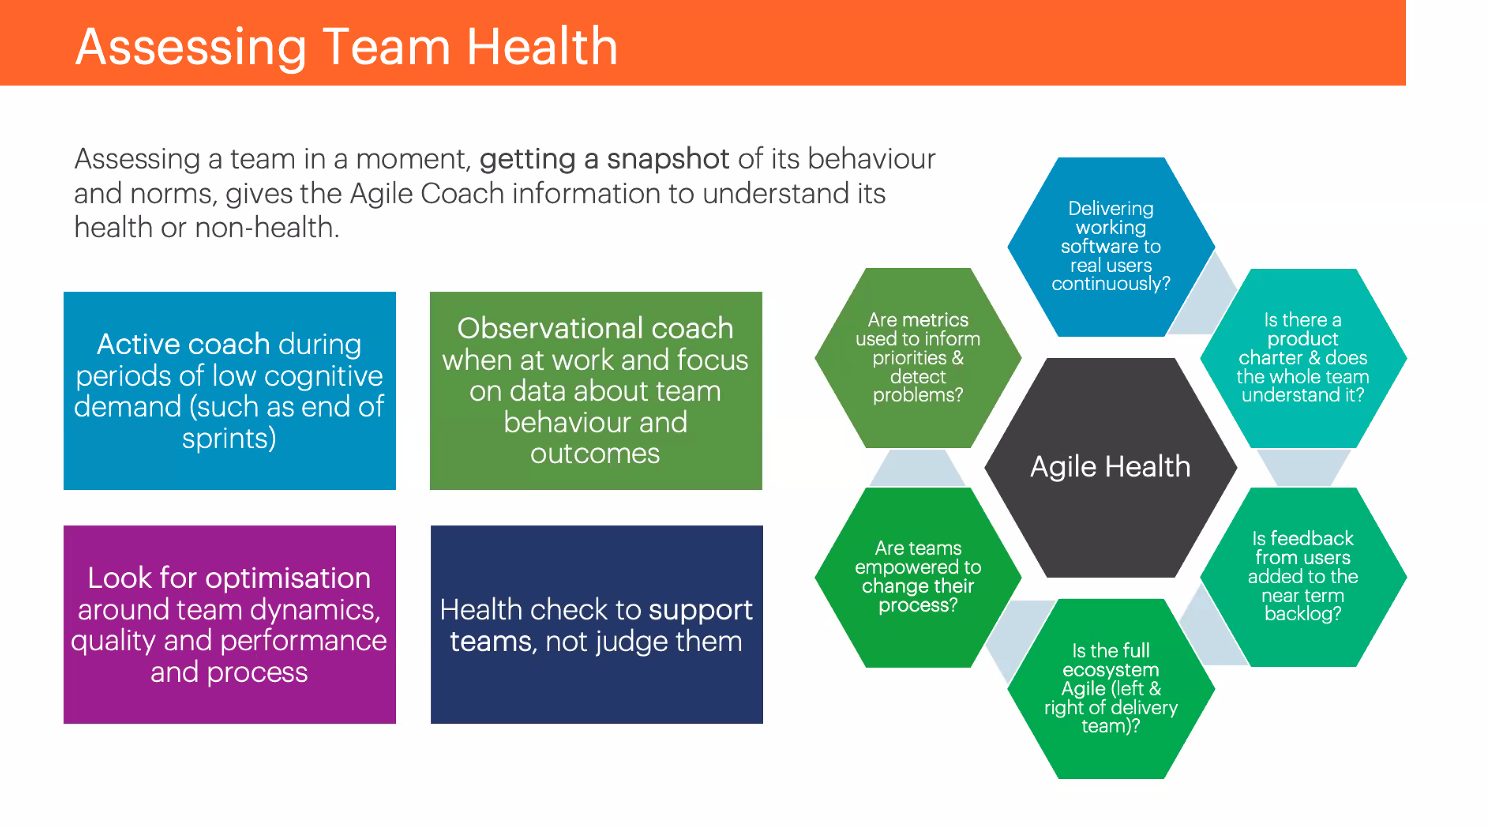 Assessing Team Health
Assessing a team in a moment, getting a snapshot of its behaviour
and norms, gives the Agile Coach information to understand its
health or non-health.
Active coach during
periods of low cognitive
demand (such as end of
sprints)
Observational coach
when at work and focus
on data about team
behaviour and
outcomes
Look for optimisation
around team dynamics,
quality and performance
and process
Health check to support
teams, not judge them
Delivering
working
software to
real users
continuously?
Is there a
product
charter & does
the whole team
understand it?
Is feedback
from users
added to the
near term
backlog?
Is the full
ecosystem
Agile (left &
right of delivery
team)?
Are teams
empowered to
change their
process?
Are metrics
used to inform
priorities &
detect
problems?
Agile Health